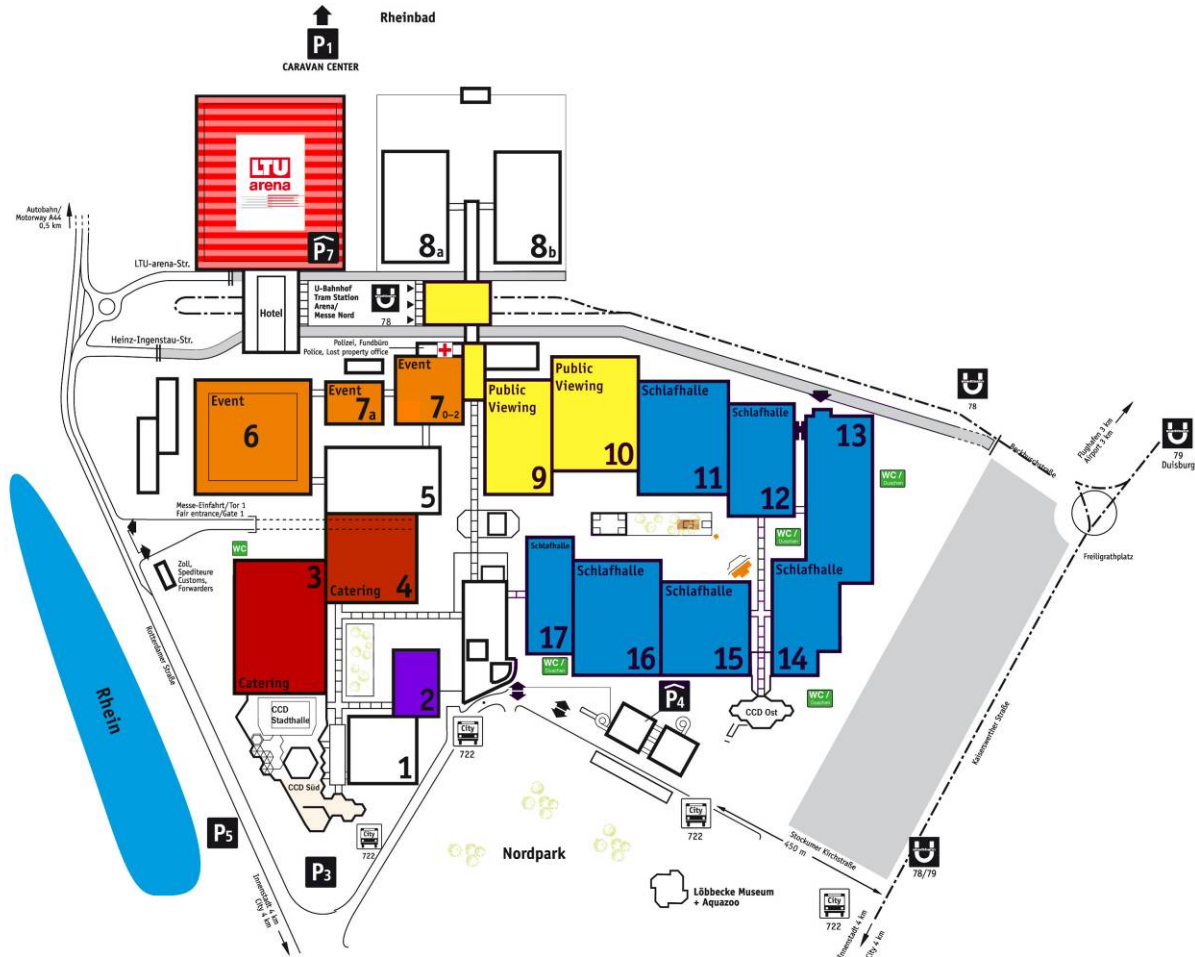 Rheinbad
P1
CARAVAN CENTER
LTU
arena
P7
8a
8b
Autobahn/
Motorway A44
0,5 km
LTU-arena-Str.
Hotel
U-Bahnhof
Tram Station
Arena/
Messe Nord
U
78
Heinz-Ingenstau-Str.
Polizei, Fundbüro
Police, Lost property office
Event
6
Event
7a
Event
7 0-2
Public
Viewing
9
Public
Viewing
10
Schlafhalle
11
Schlafhalle
12
13
U
78
Flughafen 3 km
Airport 3 km
U
79
Duisburg
Freiligrathplatz
WC /
Duschen
WC /
Duschen
5
Messe-Einfahrt/Tor 1
Fair entrance/Gate 1
WC
Zoll,
Spediteure
Customs,
Forwarders
3
Catering
4
Catering
Schlafhalle
17
16
Schlafhalle
15
Schlafhalle
14
WC /
Duschen
WC /
Duschen
Rotterdamer Straße
Rhein
2
CCD
Stadthalle
1
CCD Süd
City
722
P4
CCD Ost
Kaiserswerther Straße
City
722
City
722
P5
P3
Nordpark
Stockumer Kirchstraße
450 m
U
78/79
Löbbecke Museum
+ Aquazoo
City
722
Innenstadt 4 km
City 4 km
Innenstadt 4 km
City 4 km